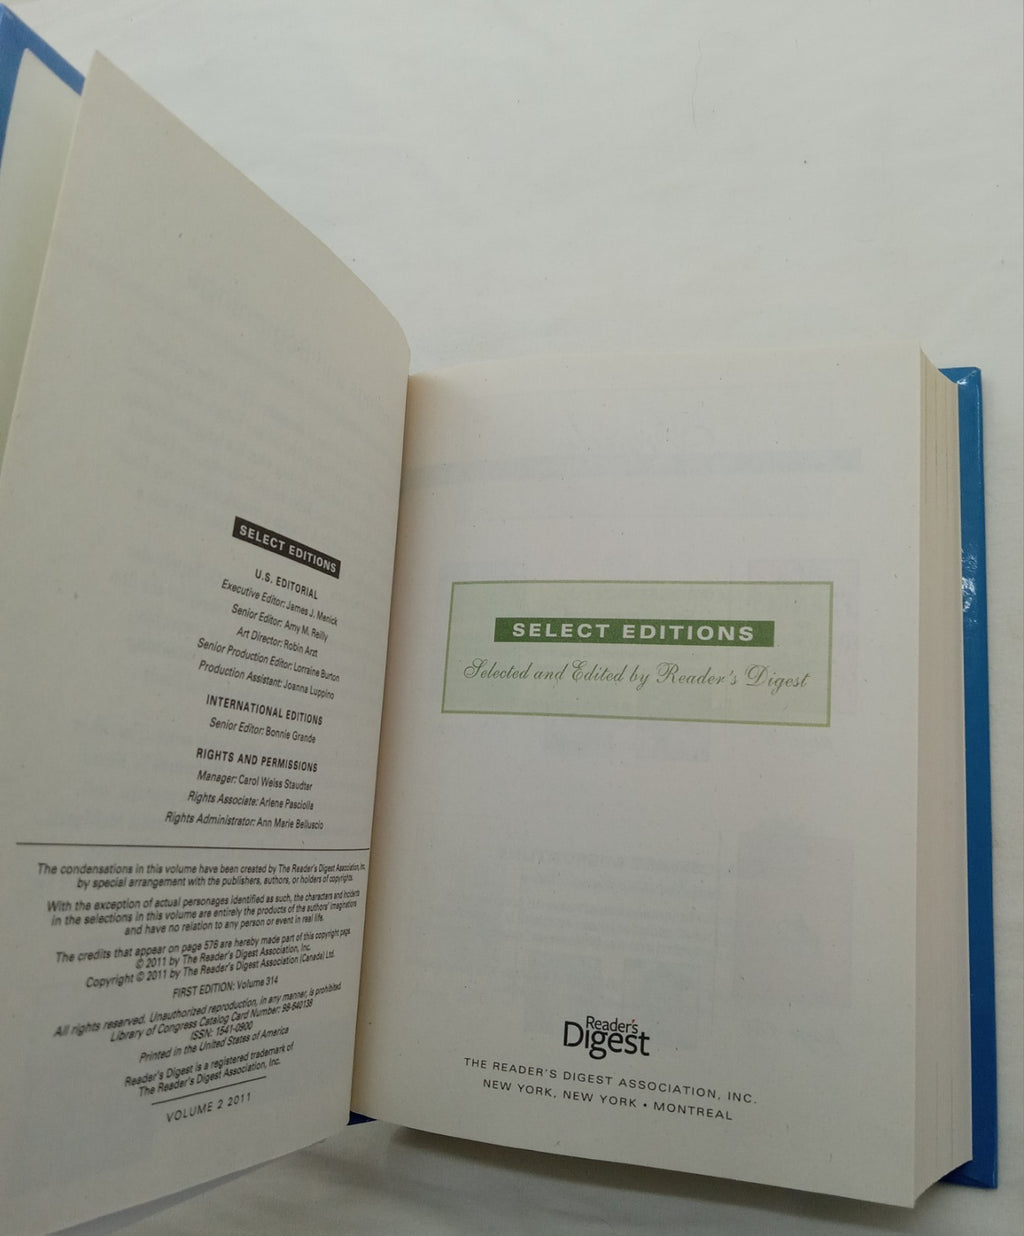 SELECT EDITIONS
U.S. EDITORIAL
Executive Editor: James J. Menick
Senior Editor: Amy M. Reilly
Art Director: Robin Arzt
Senior Production Editor: Lorraine Burton
Production Assistant: Joanna Luppino
INTERNATIONAL EDITIONS
Senior Editor: Bonnie Grande
RIGHTS AND PERMISSIONS
Manager: Carol Weiss Staudter
Rights Associate: Arlene Pasciolla
Rights Administrator: Ann Marie Belluscio
The condensations in this volume have been created by The Reader's Digest Association, Inc.
by special arrangement with the publishers, authors, or holders of copyrights.
With the exception of actual personages identified as such, the characters and incidents
in the selections in this volume are entirely the products of the authors' imaginations
and have no relation to any person or event in real life.
The credits that appear on page 576 are hereby made part of this copyright page.
© 2011 by The Reader's Digest Association, Inc.
Copyright © 2011 by The Reader's Digest Association (Canada) Ltd.
FIRST EDITION: Volume 314
All rights reserved. Unauthorized reproduction, in any manner, is prohibited.
Library of Congress Catalog Card Number: 98-640138
ISSN: 1541-0900
Printed in the United States of America
Reader's Digest is a registered trademark of
The Reader's Digest Association, Inc.
VOLUME 2 2011
SELECT EDITIONS
Selected and Edited by Reader's Digest
Reader's
Digest
THE READER'S DIGEST ASSOCIATION, INC.
NEW YORK, NEW YORK • MONTREAL